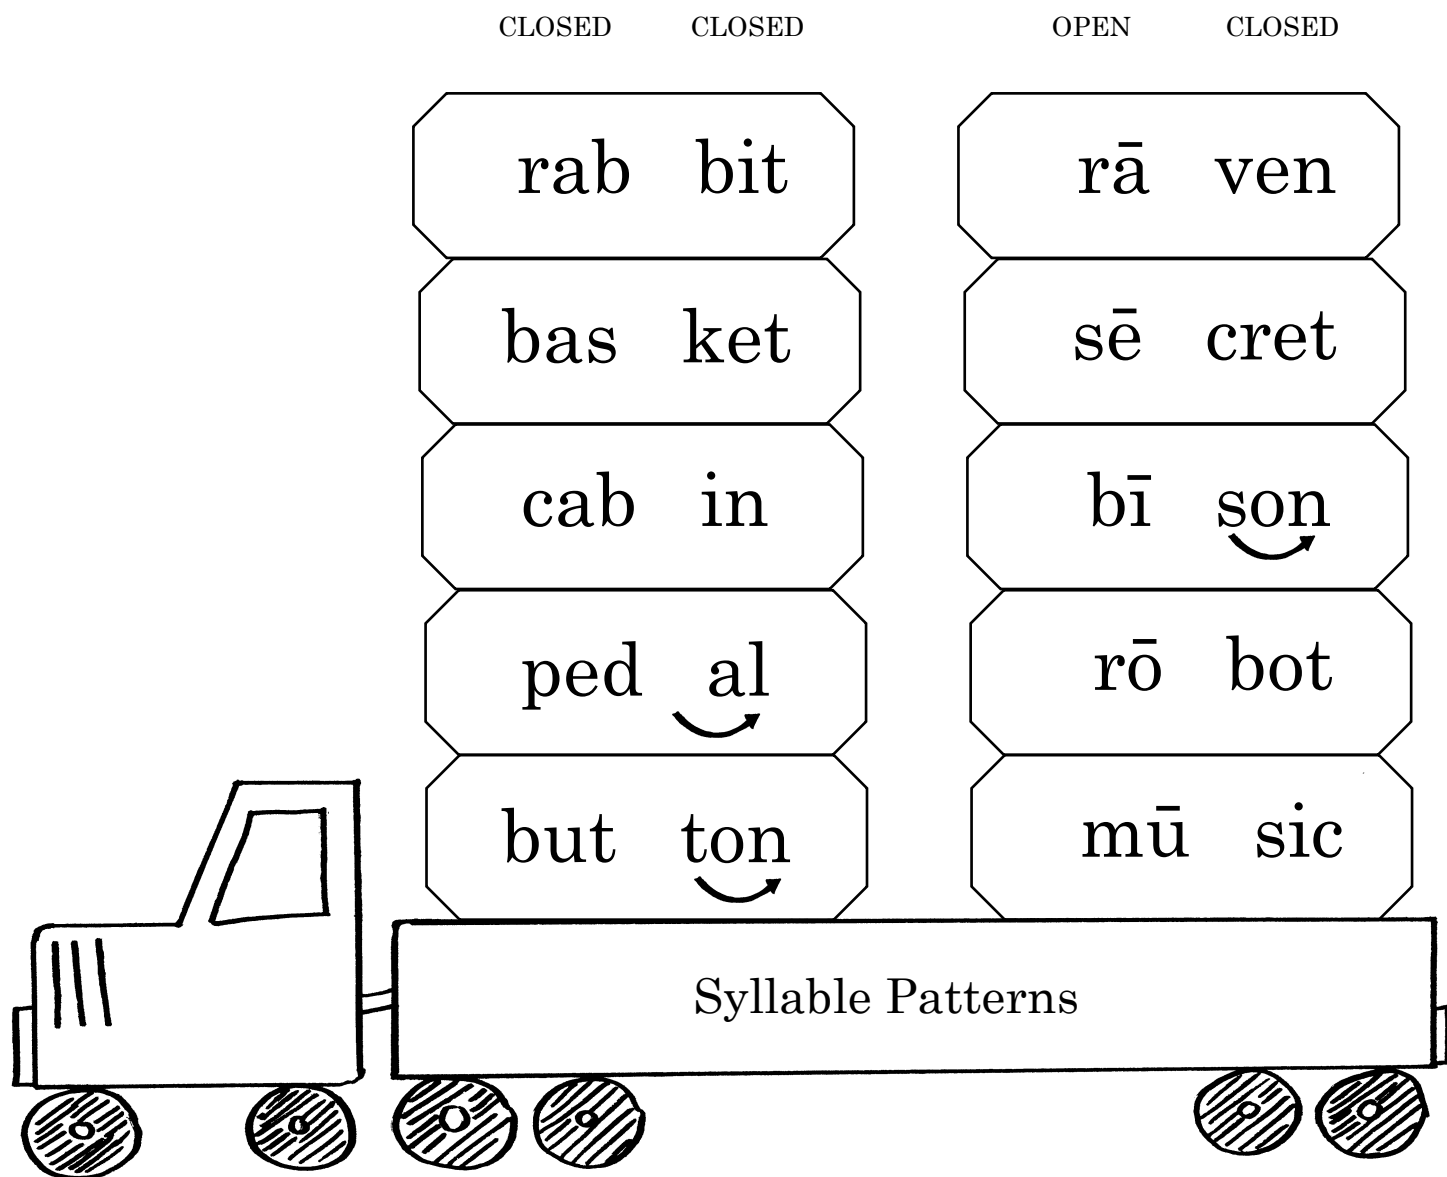 CLOSED CLOSED OPEN CLOSED
rab bit rā ven
bas ket sē cret
cab in bī son
ped al rō bot
but ton mū sic
Syllable Patterns